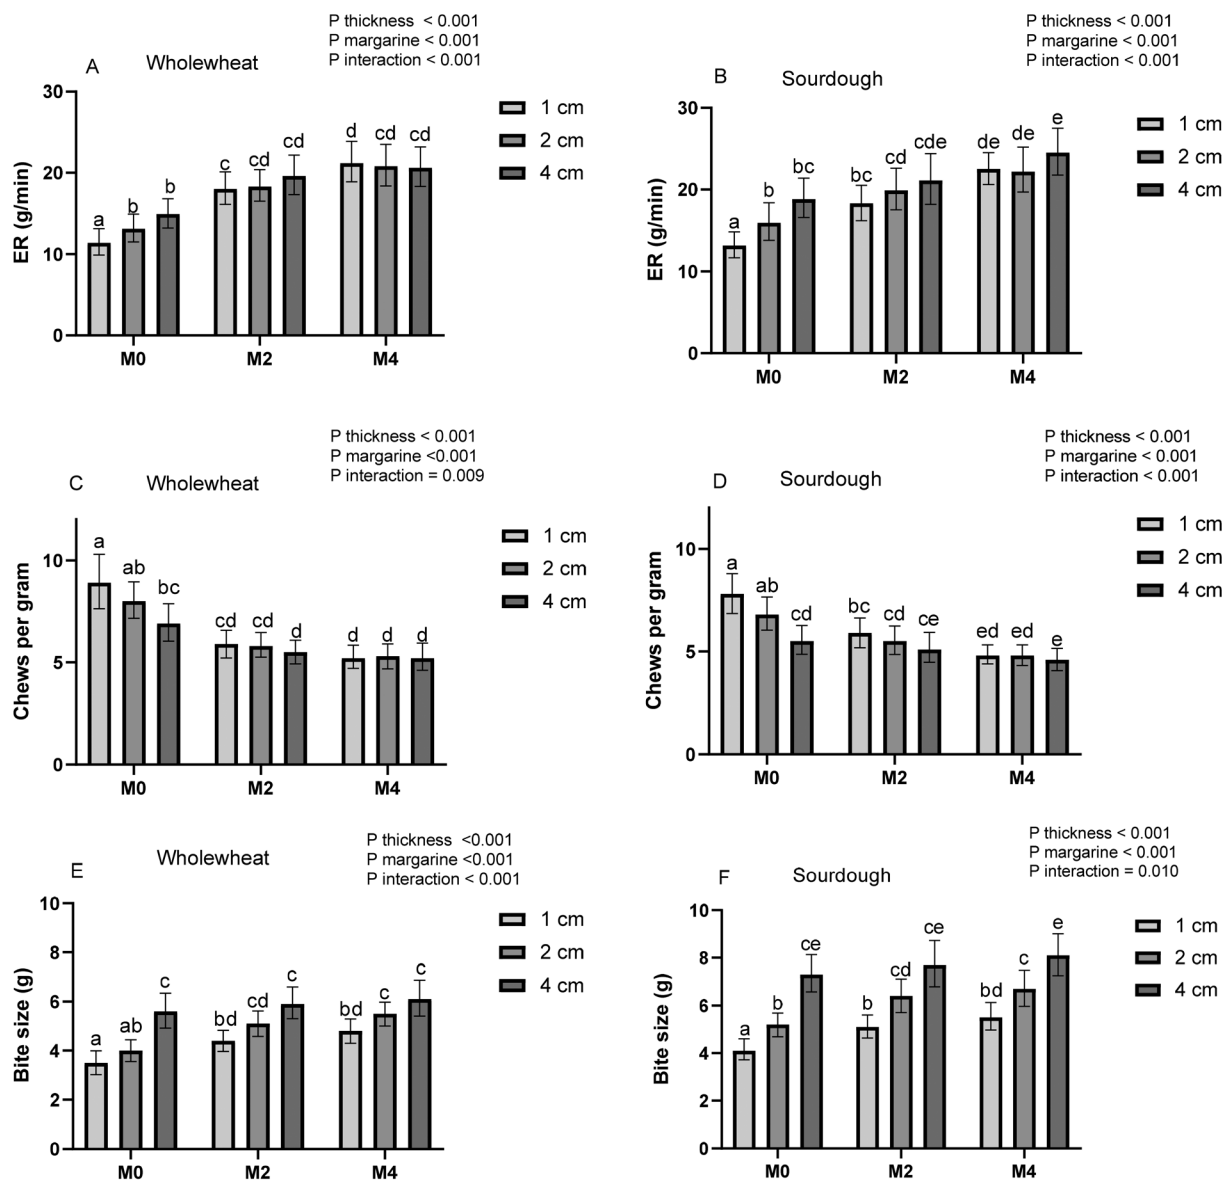 P thickness < 0.001
P margarine < 0.001
P interaction < 0.001
A
Wholewheat
ER (g/min)
30
20
10
0
a
b
b
c
cd
cd
d
cd
cd
M0
M2
M4
1 cm
2 cm
4 cm
P thickness < 0.001
P margarine < 0.001
P interaction < 0.001
B
Sourdough
ER (g/min)
30
20
10
0
a
b
bc
bc
cd
cde
de
de
e
M0
M2
M4
1 cm
2 cm
4 cm
P thickness < 0.001
P margarine <0.001
P interaction = 0.009
C
Wholewheat
Chews per gram
10
5
0
a
ab
bc
cd
cd
d
d
d
d
M0
M2
M4
1 cm
2 cm
4 cm
P thickness < 0.001
P margarine < 0.001
P interaction < 0.001
D
Sourdough
Chews per gram
10
5
0
a
ab
cd
bc
cd
ce
ed
ed
e
M0
M2
M4
1 cm
2 cm
4 cm
P thickness <0.001
P margarine <0.001
P interaction < 0.001
E
Wholewheat
Bite size (g)
10
8
6
4
2
0
a
ab
c
bd
cd
c
bd
c
c
M0
M2
M4
1 cm
2 cm
4 cm
P thickness < 0.001
P margarine < 0.001
P interaction = 0.010
F
Sourdough
Bite size (g)
10
8
6
4
2
0
a
b
ce
b
cd
ce
bd
c
e
M0
M2
M4
1 cm
2 cm
4 cm